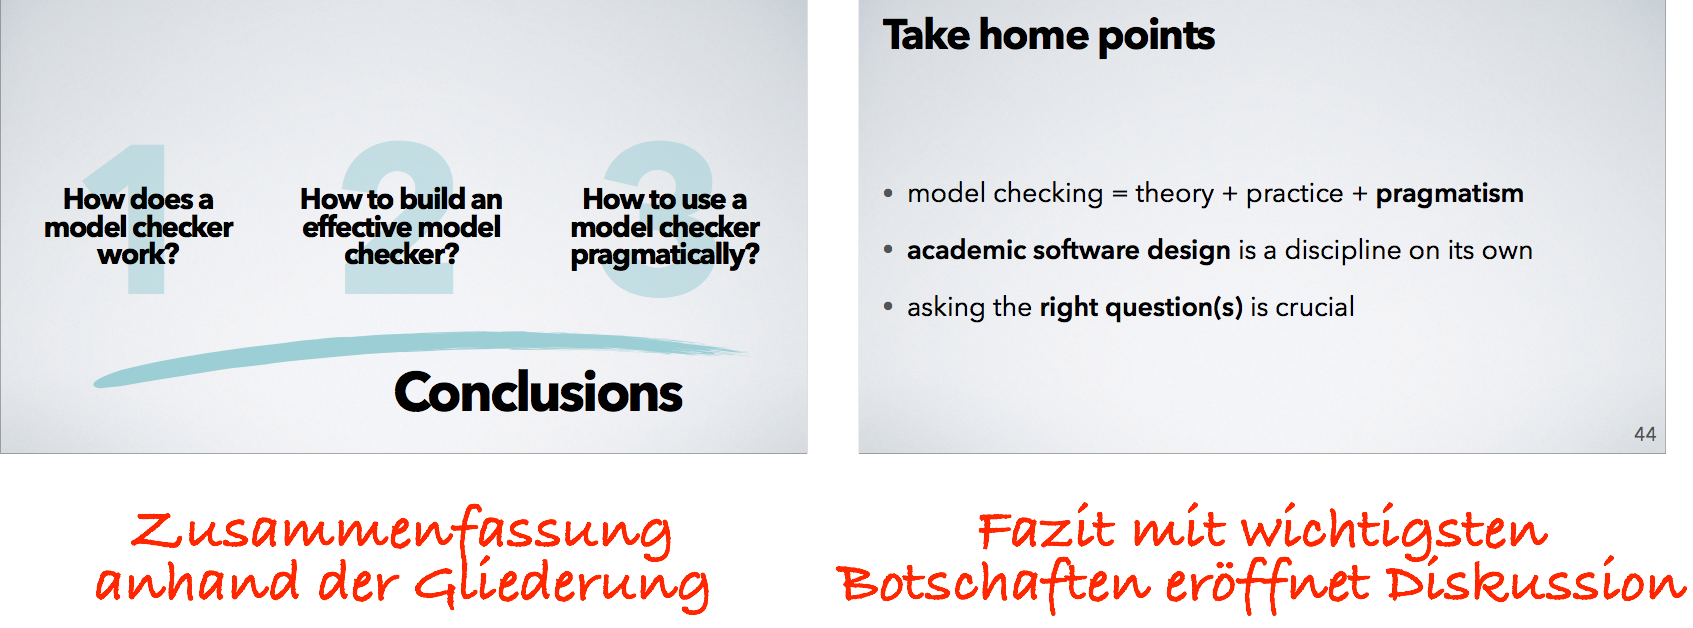 1
How does a
model checker
work?
2
How to build an
effective model
checker?
3
How to use a
model checker
pragmatically?
Conclusions
Zusammenfassung
anhand der Gliederung
Take home points
• model checking = theory + practice + pragmatism
• academic software design is a discipline on its own
• asking the right question(s) is crucial
44
Fazit mit wichtigsten
Botschaften eröffnet Diskussion